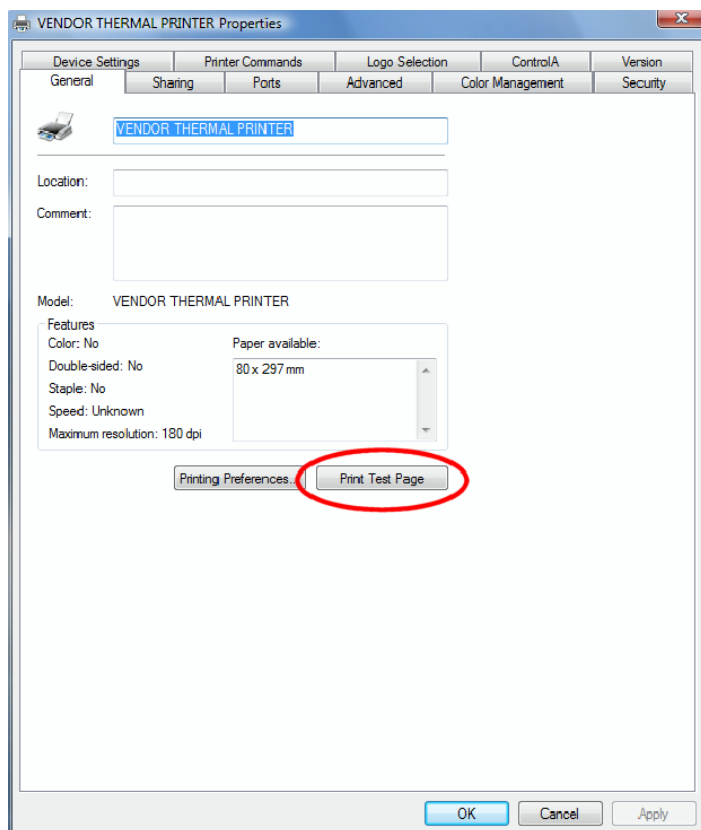 VENDOR THERMAL PRINTER Properties
Device Settings Printer Commands Logo Selection ControlA Version
General Sharing Ports Advanced Color Management Security
VENDOR THERMAL PRINTER
Location:
Comment:
Model: VENDOR THERMAL PRINTER
Features
Color: No Paper available:
Double-sided: No 80 x 297 mm
Staple: No
Speed: Unknown
Maximum resolution: 180 dpi
Printing Preferences... Print Test Page
OK Cancel Apply